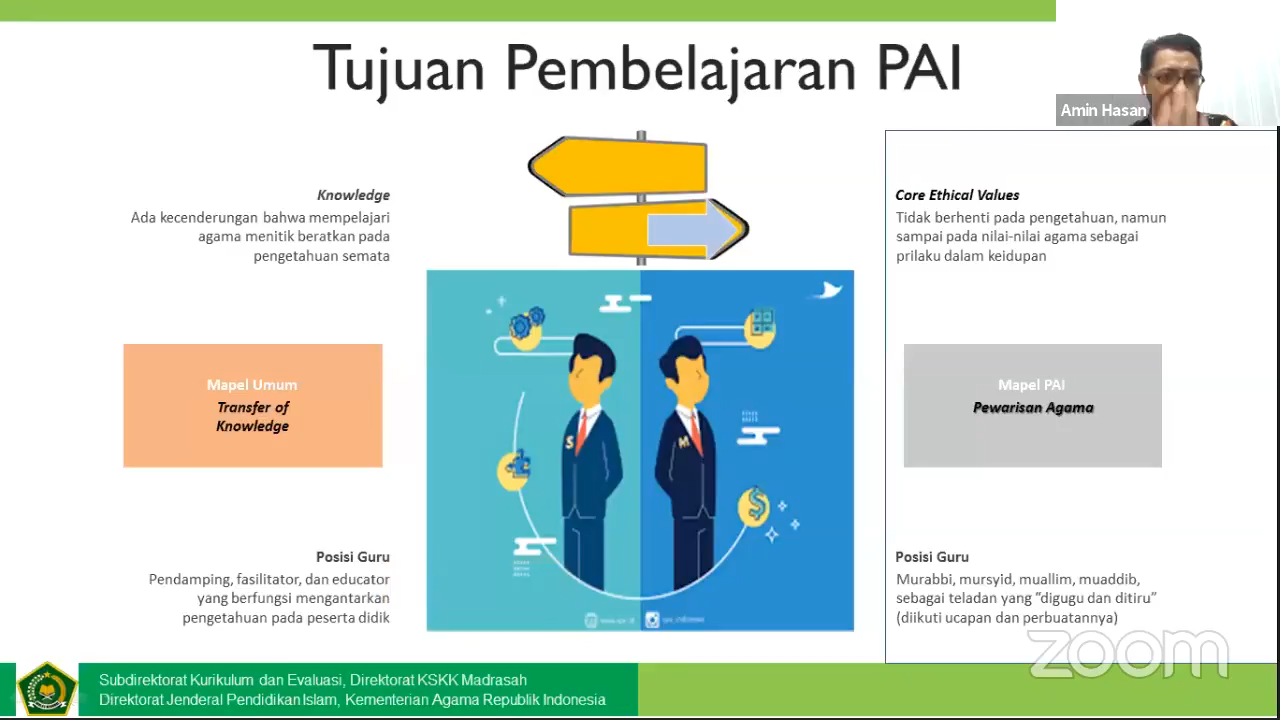 Tujuan Pembelajaran PAI
Amin Hasan
Knowledge
Ada kecenderungan bahwa mempelajari
agama menitik beratkan pada
pengetahuan semata
Core Ethical Values
Tidak berhenti pada pengetahuan, namun
sampai pada nilai-nilai agama sebagai
prilaku dalam keidupan
Mapel Umum
Transfer of
Knowledge
S
M
Mapel PAI
Pewarisan Agama
Posisi Guru
Pendamping, fasilitator, dan educator
yang berfungsi mengantarkan
pengetahuan pada peserta didik
Posisi Guru
Murabbi, mursyid, muallim, muaddib,
sebagai teladan yang “digugu dan ditiru”
(diikuti ucapan dan perbuatannya)
zoom
Subdirektorat Kurikulum dan Evaluasi, Direktorat KSKK Madrasah
Direktorat Jenderal Pendidikan Islam, Kementerian Agama Republik Indonesia